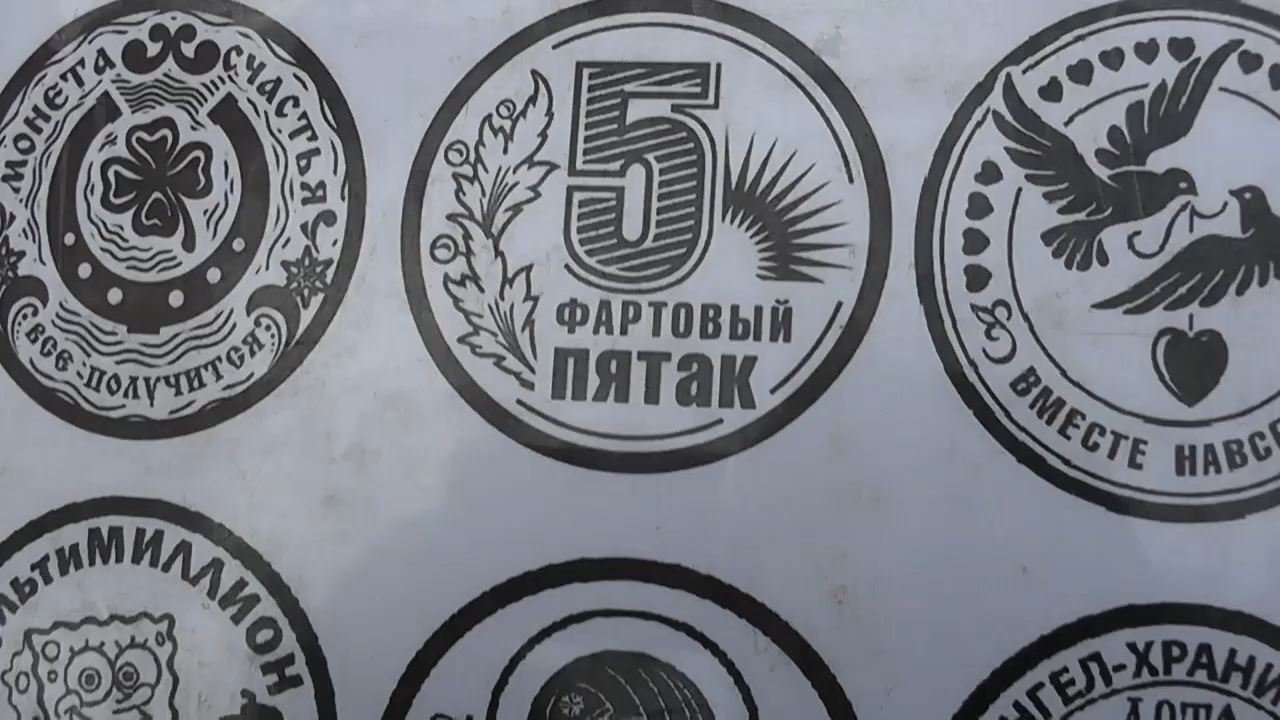 МОНЕТА СЧАСТЬЯ
ВСЕ ПОЛУЧИТСЯ
5
ФАРТОВЫЙ
ПЯТАК
ВМЕСТЕ
МИЛЛИОН